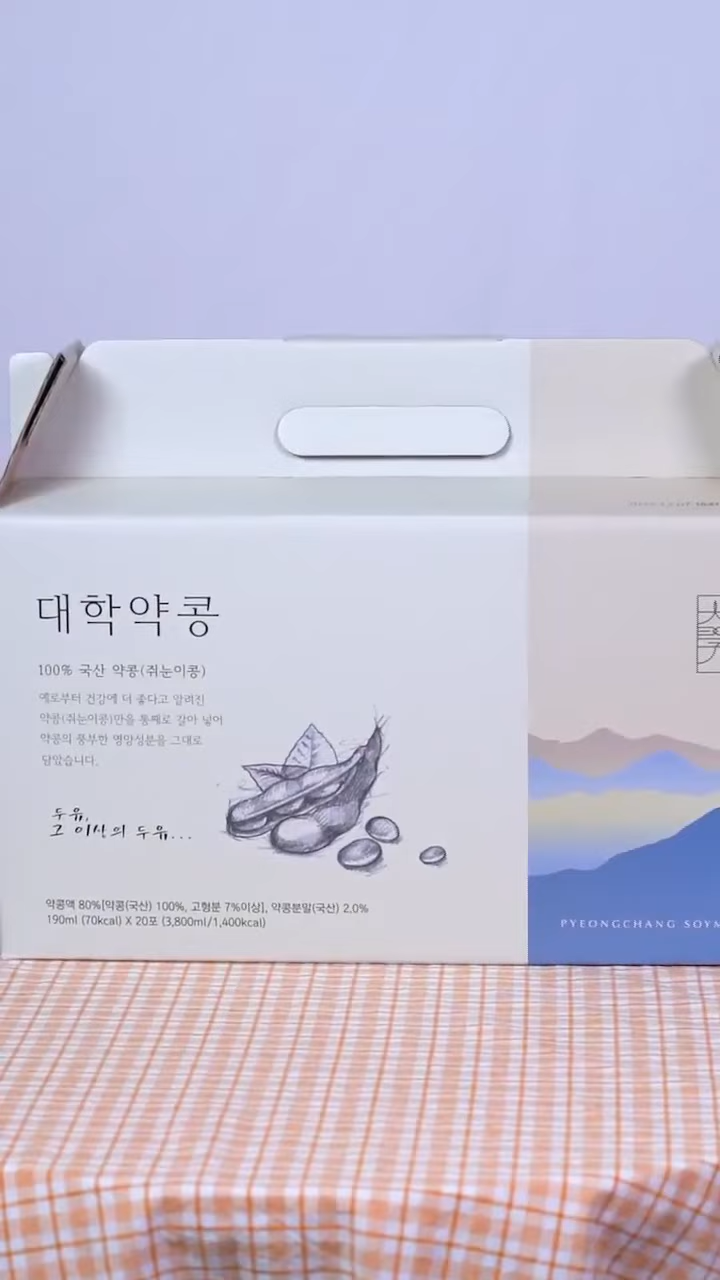 대학약콩
100% 국산 약콩(쥐눈이콩)
예로부터 건강에 더 좋다고 알려진
약콩(쥐눈이콩)만을 통째로 갈아 넣어
약콩의 풍부한 영양성분을 그대로
담았습니다.
두유,
그 이상의 두유...
약콩액 80%[약콩(국산) 100%, 고형분 7%이상], 약콩분말(국산) 2.0%
190ml (70kcal) X 20포 (3,800ml/1,400kcal)
PYEONGCHANG SOYM